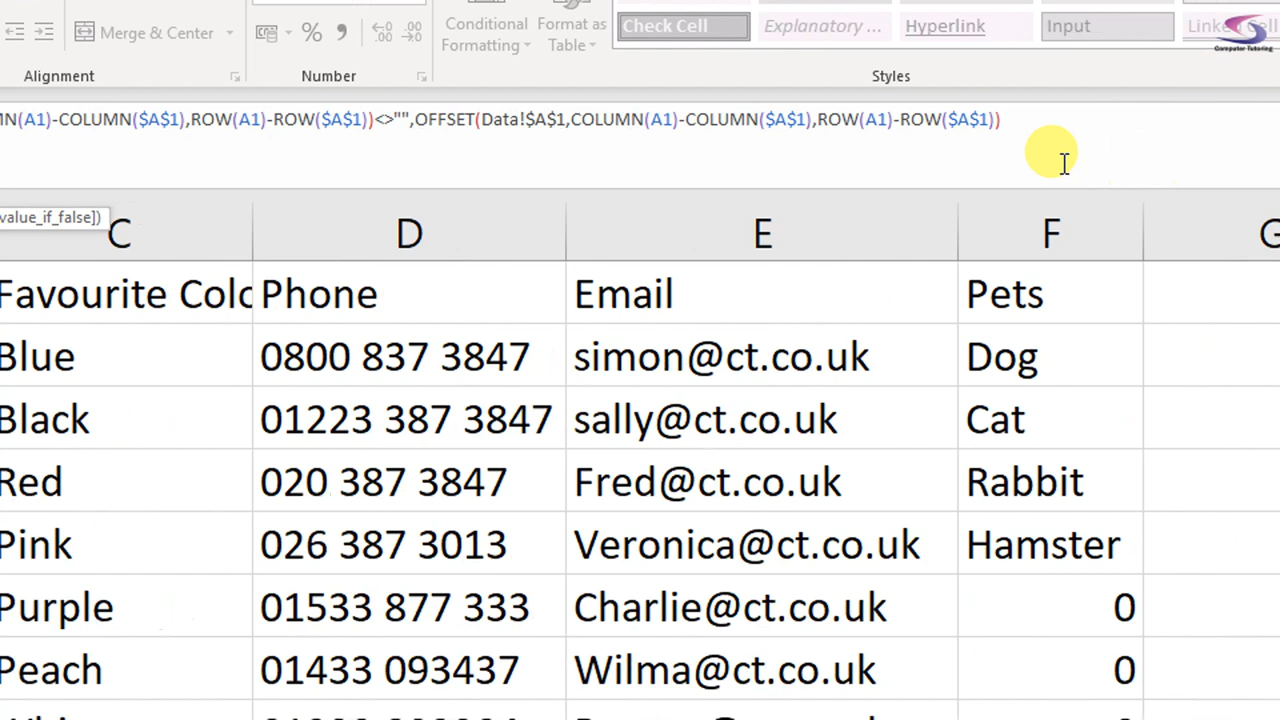 Merge & Center
%
Conditional
Formatting
Format as
Table
Check Cell
Explanatory ...
Hyperlink
Input
Computer Tutoring
Alignment
Number
Styles
(A1)-COLUMN($A$1),ROW(A1)-ROW($A$1))<>"",OFFSET(Data!$A$1,COLUMN(A1)-COLUMN($A$1),ROW(A1)-ROW($A$1))
value_if_false])
C D E F G
Favourite Colo Phone Email Pets
Blue 0800 837 3847 simon@ct.co.uk Dog
Black 01223 387 3847 sally@ct.co.uk Cat
Red 020 387 3847 Fred@ct.co.uk Rabbit
Pink 026 387 3013 Veronica@ct.co.uk Hamster
Purple 01533 877 333 Charlie@ct.co.uk 0
Peach 01433 093437 Wilma@ct.co.uk 0